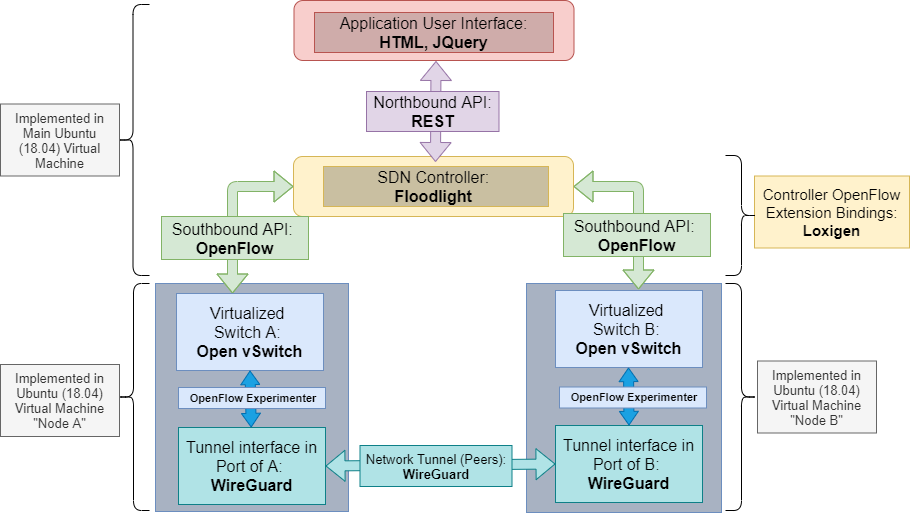 Application User Interface:
HTML, JQuery
Northbound API:
REST
Implemented in
Main Ubuntu
(18.04) Virtual
Machine
SDN Controller:
Floodlight
Controller OpenFlow
Extension Bindings:
Loxigen
Southbound API:
OpenFlow
Southbound API:
OpenFlow
Virtualized
Switch A:
Open vSwitch
Virtualized
Switch B:
Open vSwitch
Implemented in
Ubuntu (18.04)
Virtual Machine
"Node A"
OpenFlow Experimenter
OpenFlow Experimenter
Implemented in
Ubuntu (18.04)
Virtual Machine
"Node B"
Tunnel interface in
Port of A:
WireGuard
Network Tunnel (Peers):
WireGuard
Tunnel interface in
Port of B:
WireGuard